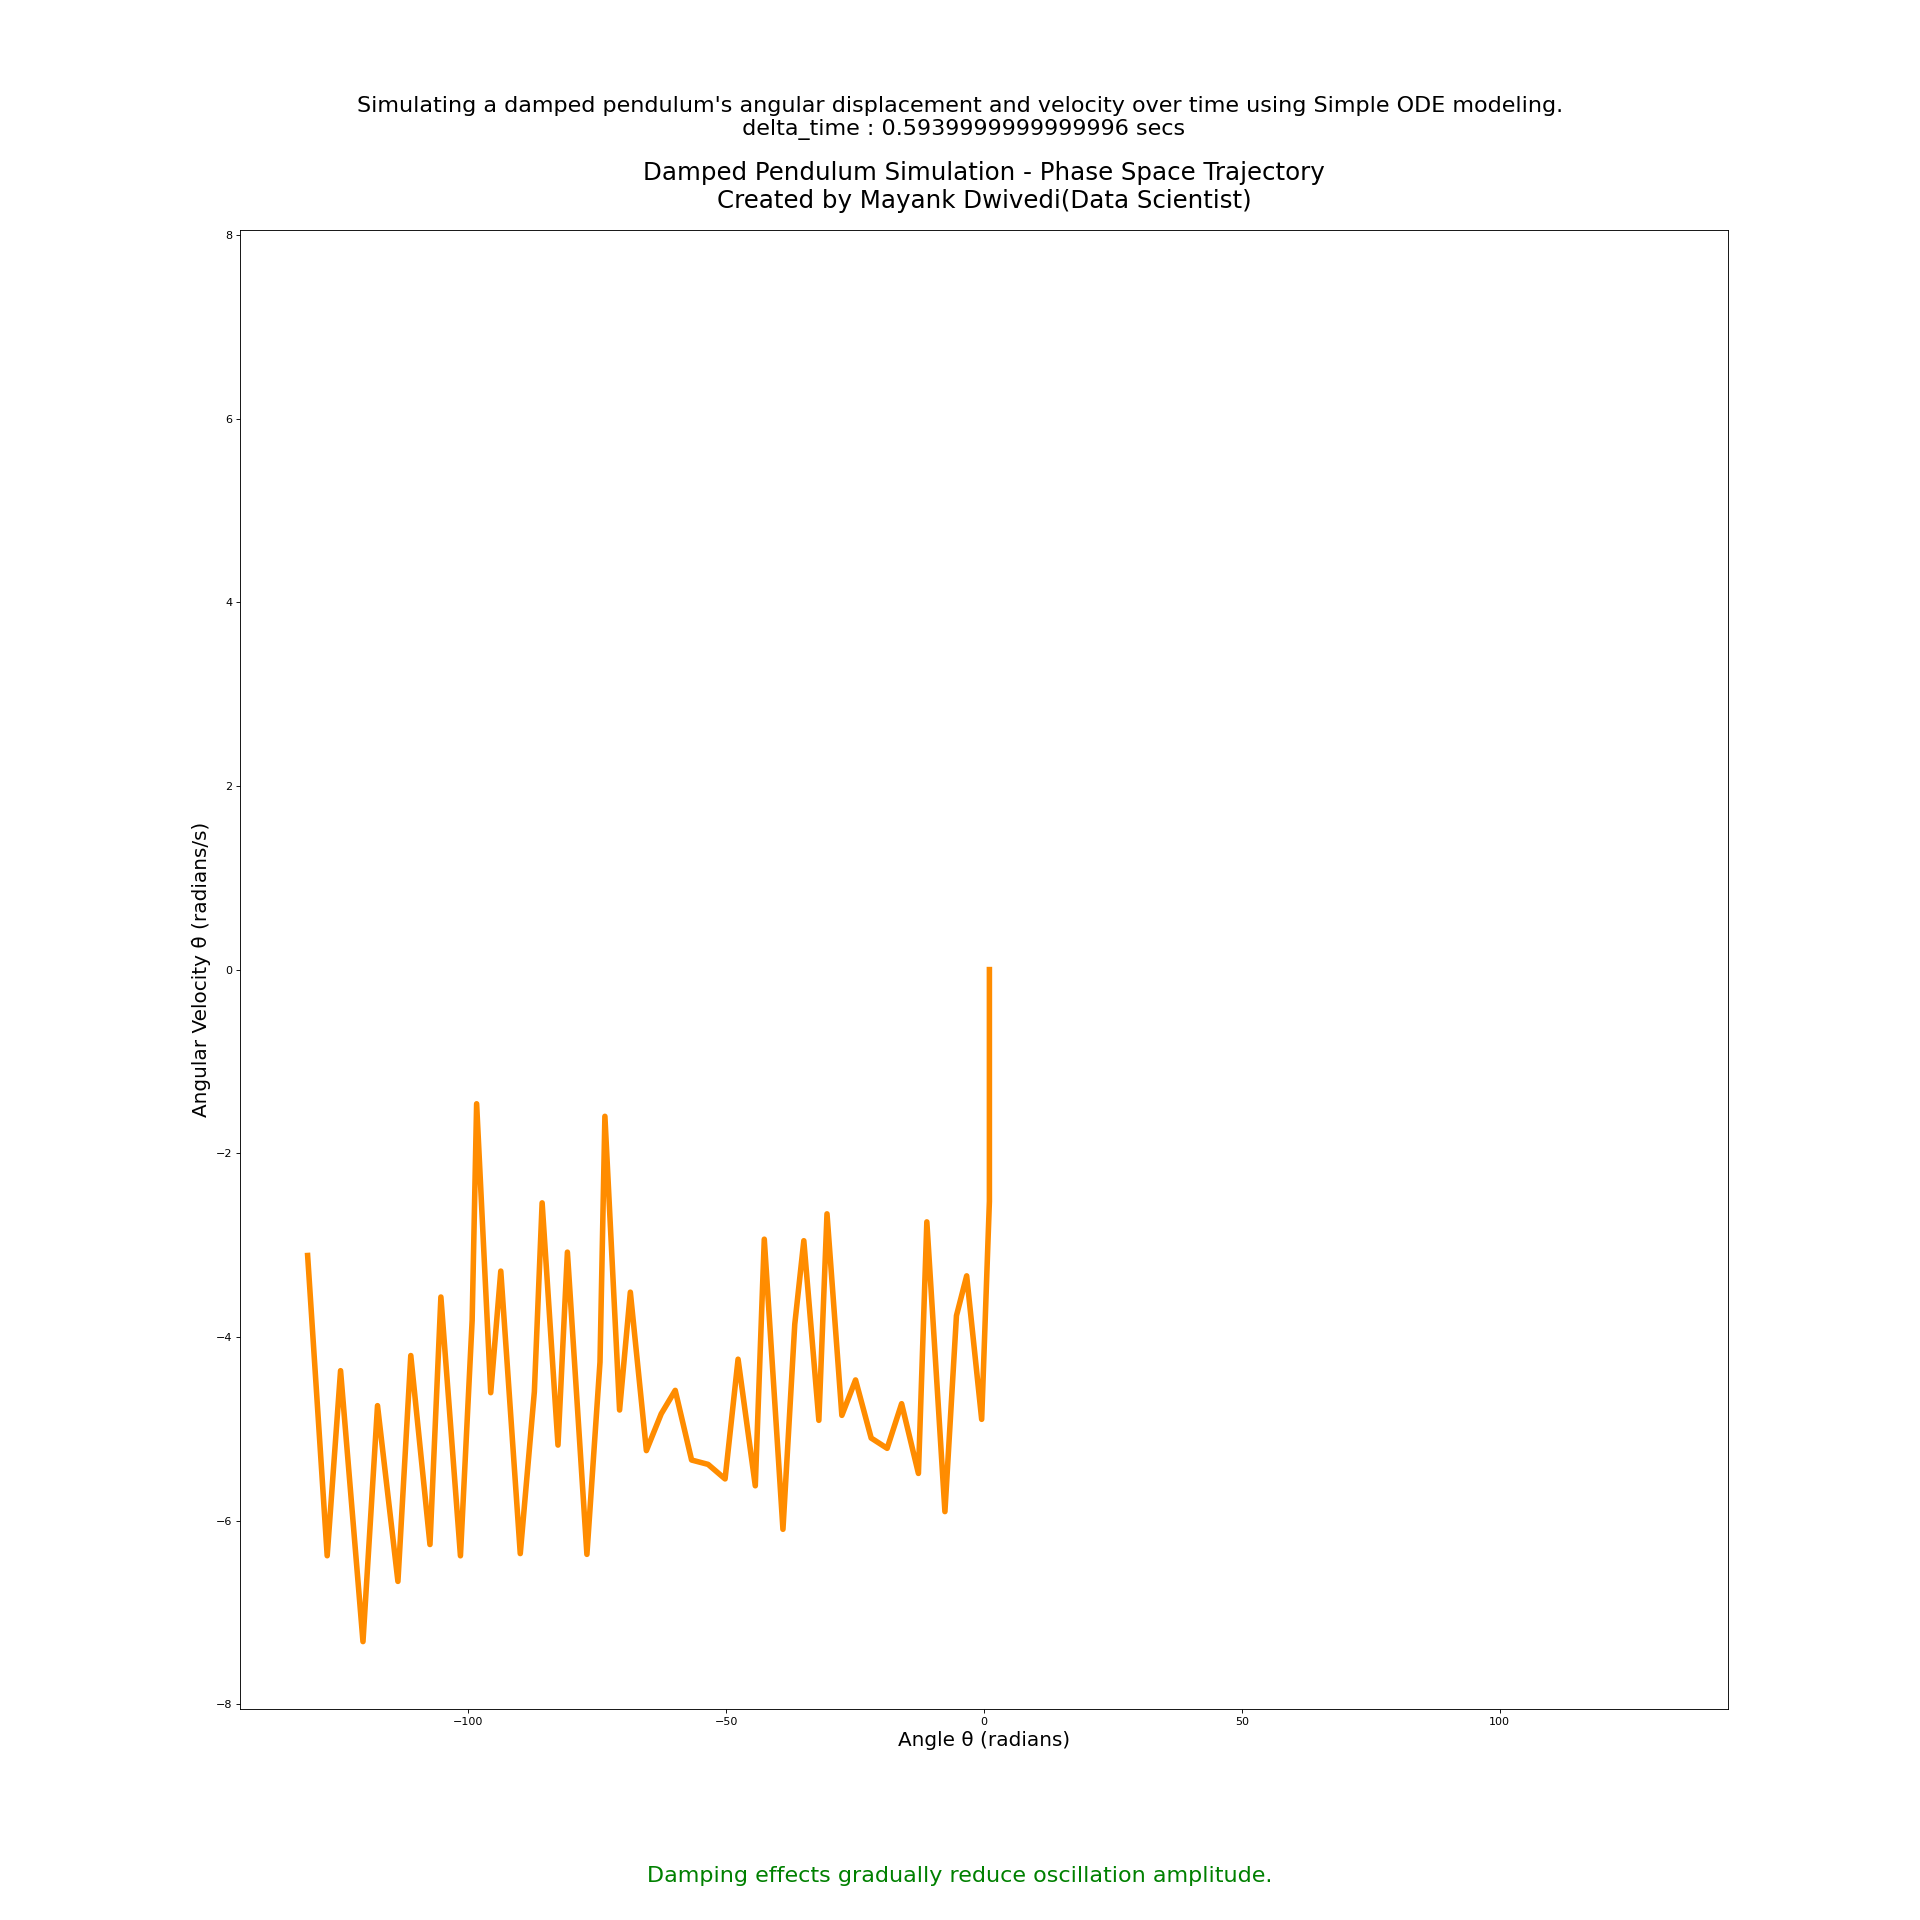 Simulating a damped pendulum's angular displacement and velocity over time using Simple ODE modeling.
delta_time : 0.5939999999999996 secs
Damped Pendulum Simulation - Phase Space Trajectory
Created by Mayank Dwivedi(Data Scientist)
8
6
4
2
0
−2
−4
−6
−8
Angular Velocity θ (radians/s)
−100
−50
0
50
100
Angle θ (radians)
Damping effects gradually reduce oscillation amplitude.